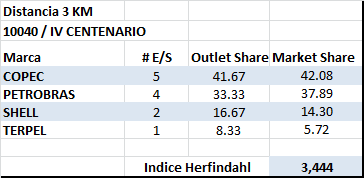 Distancia 3 KM
10040 / IV CENTENARIO
Marca # E/S Outlet Share Market Share
COPEC 5 41.67 42.08
PETROBRAS 4 33.33 37.89
SHELL 2 16.67 14.30
TERPEL 1 8.33 5.72
Indice Herfindahl 3,444